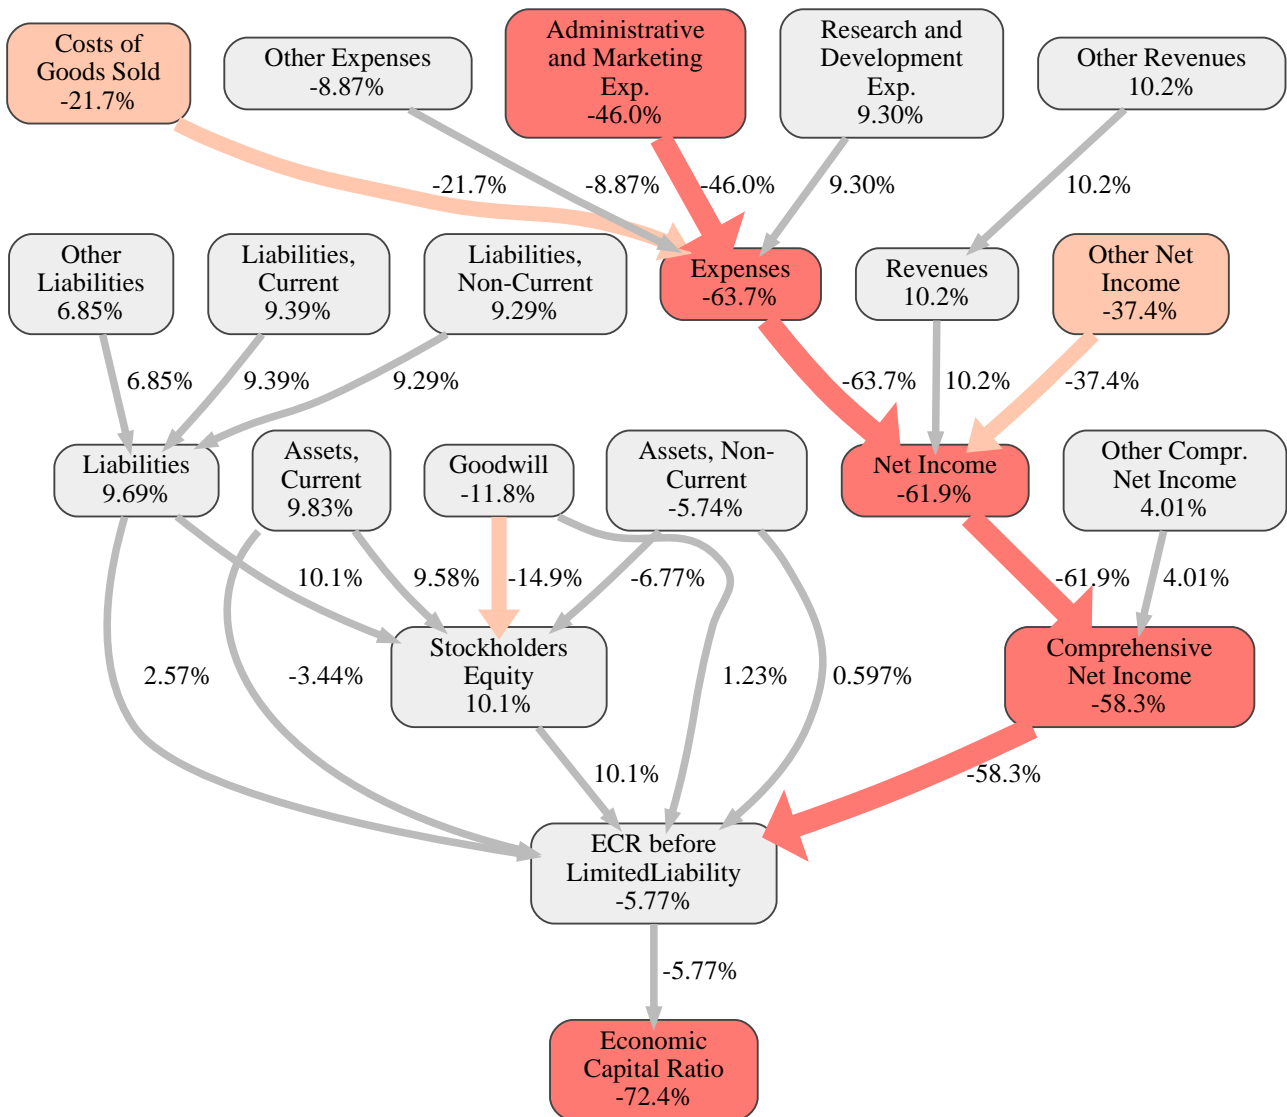 Costs of
Goods Sold
-21.7%
Other Expenses
-8.87%
Administrative
and Marketing
Exp.
-46.0%
Research and
Development
Exp.
9.30%
Other Revenues
10.2%
-21.7%
-8.87%
-46.0%
9.30%
10.2%
Other
Liabilities
6.85%
Liabilities,
Current
9.39%
Liabilities,
Non-Current
9.29%
Expenses
-63.7%
Revenues
10.2%
Other Net
Income
-37.4%
6.85%
9.39%
9.29%
-63.7%
10.2%
-37.4%
Liabilities
9.69%
Assets,
Current
9.83%
Goodwill
-11.8%
Assets, Non-
Current
-5.74%
Net Income
-61.9%
Other Compr.
Net Income
4.01%
10.1%
9.58%
-14.9%
-6.77%
-61.9%
4.01%
Stockholders
Equity
10.1%
Comprehensive
Net Income
-58.3%
2.57%
-3.44%
1.23%
0.597%
10.1%
-58.3%
ECR before
LimitedLiability
-5.77%
-5.77%
Economic
Capital Ratio
-72.4%